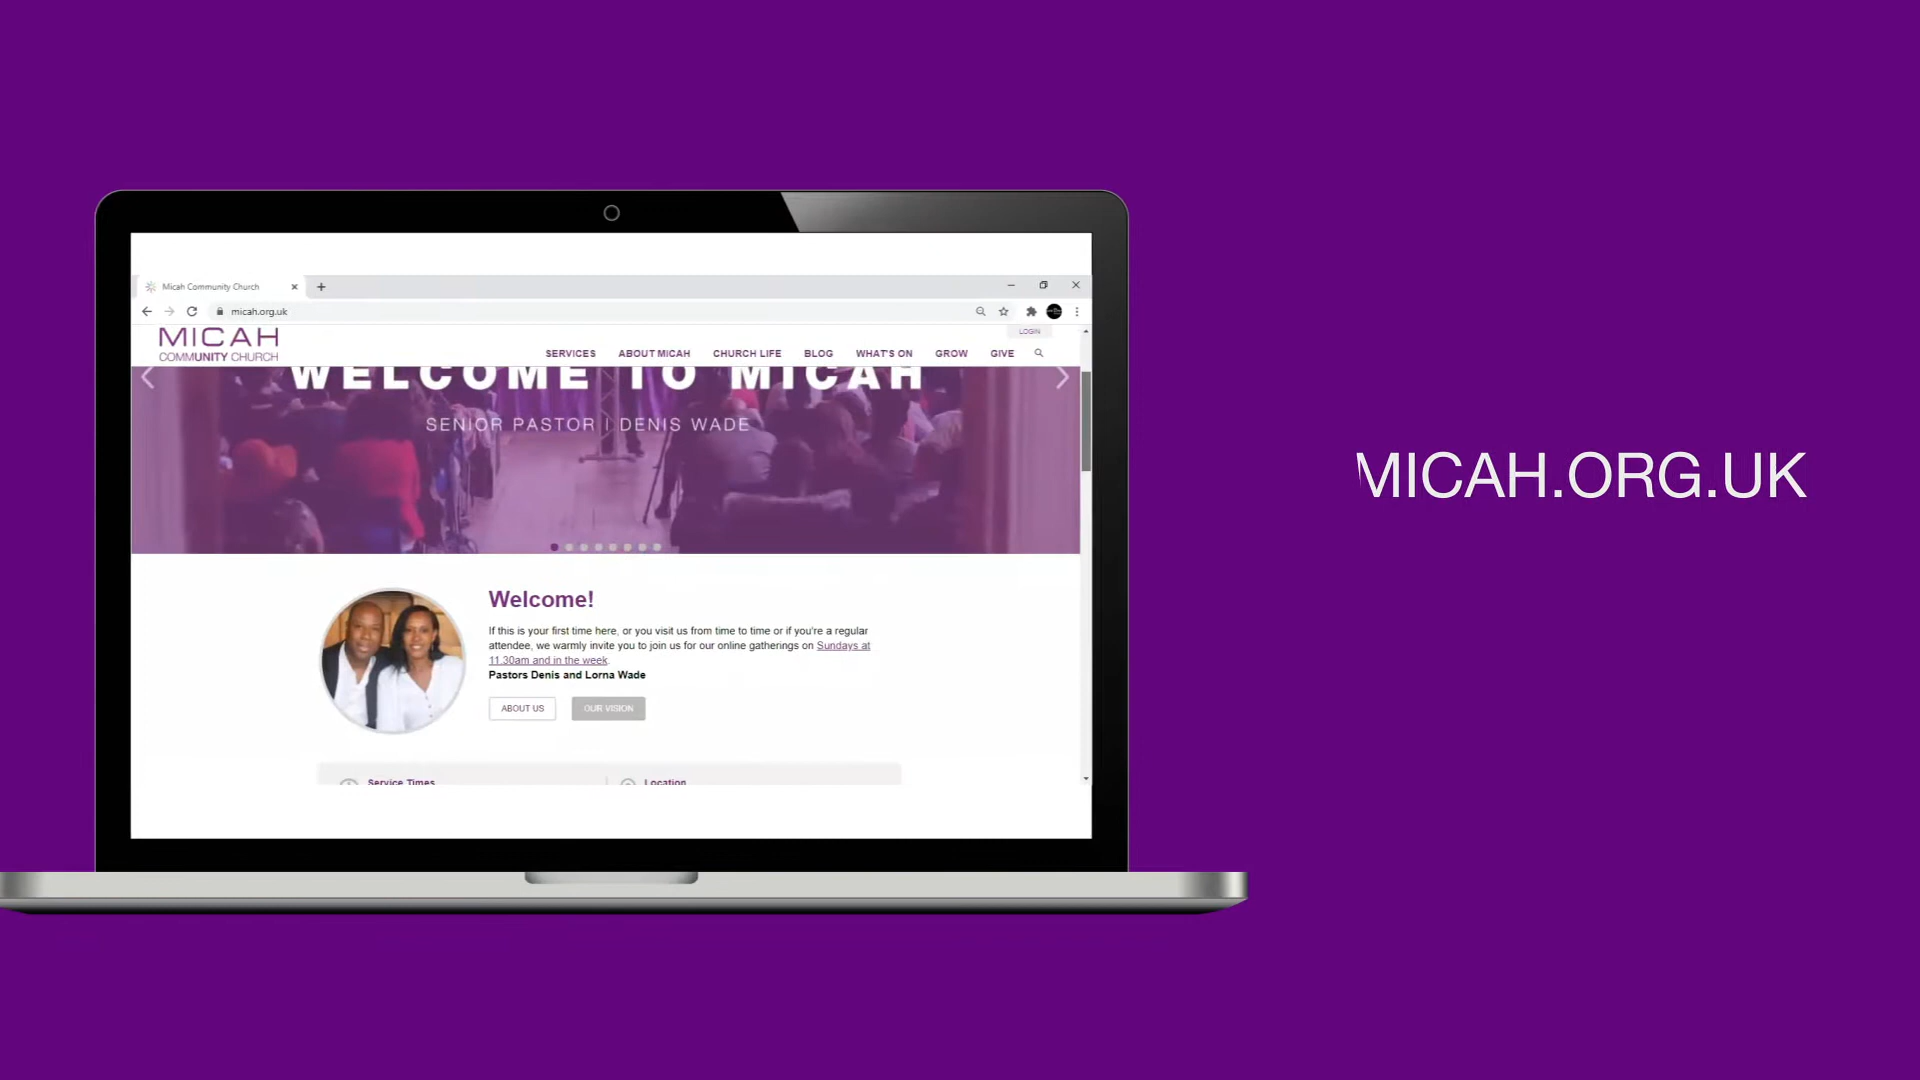 Micah Community Church
micah.org.uk
MICAH
COMMUNITY CHURCH
LOGIN
SERVICES ABOUT MICAH CHURCH LIFE BLOG WHAT'S ON GROW GIVE
WELCOME TO MICAH
SENIOR PASTOR | DENIS WADE
Welcome!
If this is your first time here, or you visit us from time to time or if you're a regular
attendee, we warmly invite you to join us for our online gatherings on Sundays at
11.30am and in the week.
Pastors Denis and Lorna Wade
ABOUT US OUR VISION
Service Times Location
MICAH.ORG.UK